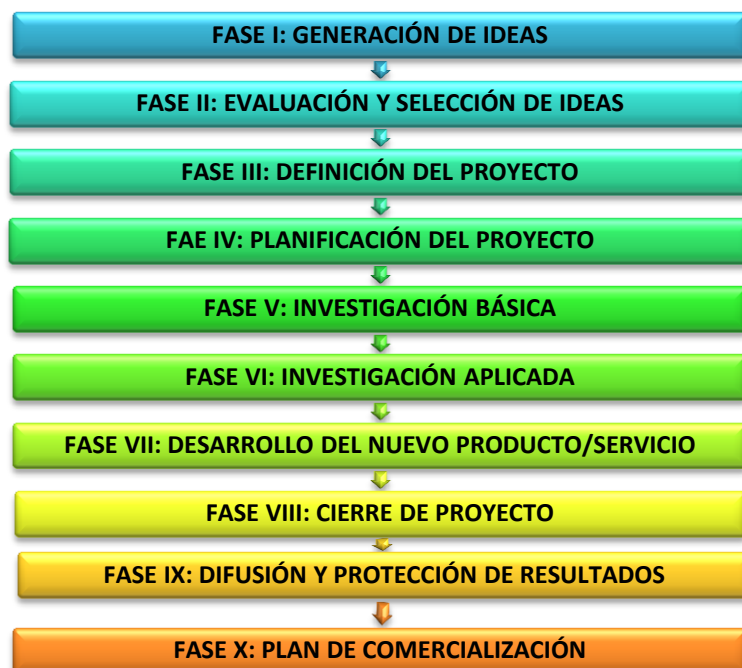 FASE I: GENERACIÓN DE IDEAS
FASE II: EVALUACIÓN Y SELECCIÓN DE IDEAS
FASE III: DEFINICIÓN DEL PROYECTO
FAE IV: PLANIFICACIÓN DEL PROYECTO
FASE V: INVESTIGACIÓN BÁSICA
FASE VI: INVESTIGACIÓN APLICADA
FASE VII: DESARROLLO DEL NUEVO PRODUCTO/SERVICIO
FASE VIII: CIERRE DE PROYECTO
FASE IX: DIFUSIÓN Y PROTECCIÓN DE RESULTADOS
FASE X: PLAN DE COMERCIALIZACIÓN